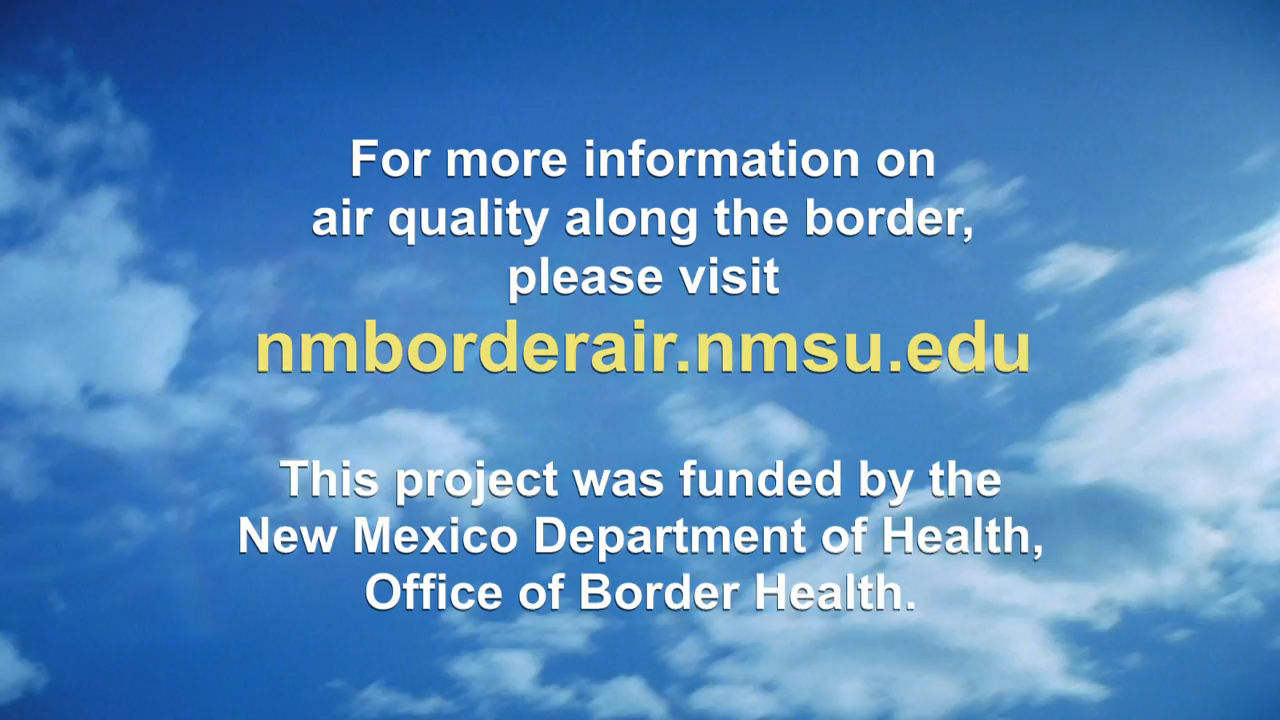 For more information on
air quality along the border,
please visit
nmborderair.nmsu.edu
This project was funded by the
New Mexico Department of Health,
Office of Border Health.